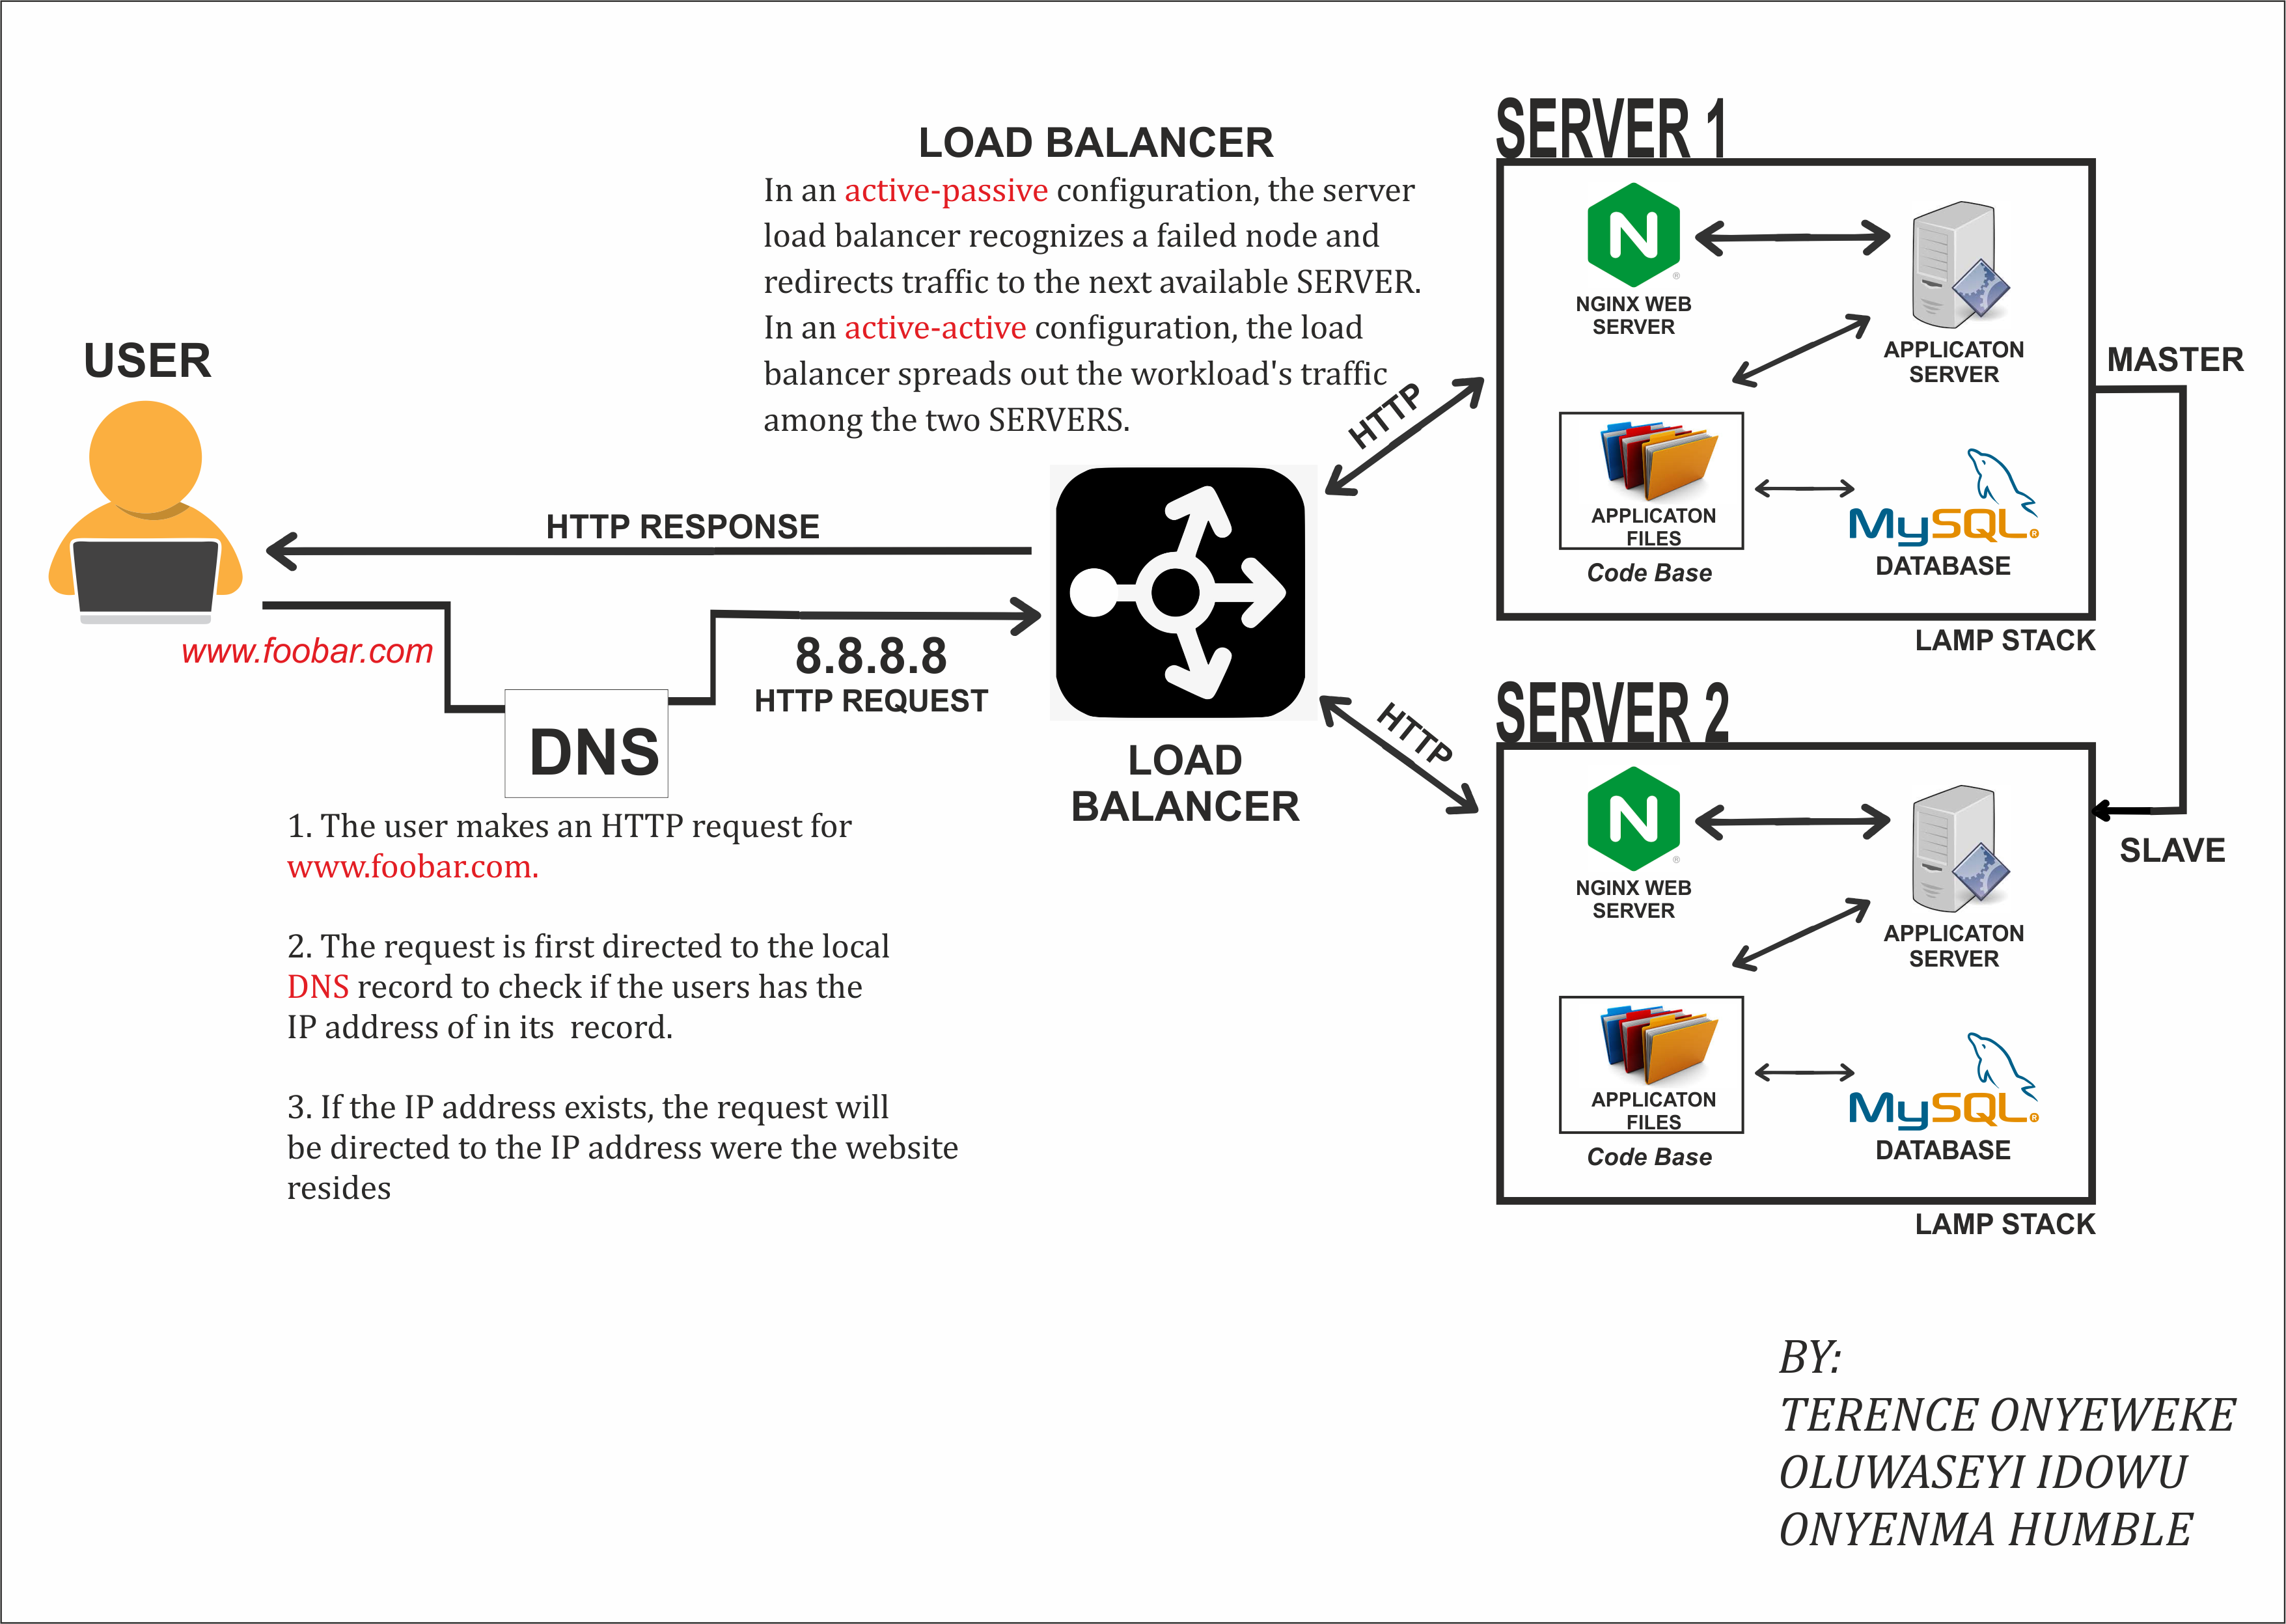 LOAD BALANCER
In an active-passive configuration, the server
load balancer recognizes a failed node and
redirects traffic to the next available SERVER.
In an active-active configuration, the load
balancer spreads out the workload's traffic
among the two SERVERS.
USER
HTTP RESPONSE
www.foobar.com
8.8.8.8
HTTP REQUEST
DNS
1. The user makes an HTTP request for
www.foobar.com.
2. The request is first directed to the local
DNS record to check if the users has the
IP address of in its record.
3. If the IP address exists, the request will
be directed to the IP address were the website
resides
LOAD
BALANCER
HTTP
HTTP
SERVER 1
N
®
NGINX WEB
SERVER
APPLICATON
SERVER
APPLICATON
FILES
Code Base
MySQL®
DATABASE
LAMP STACK
MASTER
SERVER 2
N
®
NGINX WEB
SERVER
APPLICATON
SERVER
APPLICATON
FILES
Code Base
MySQL®
DATABASE
LAMP STACK
SLAVE
BY:
TERENCE ONYEWEKE
OLUWASEYI IDOWU
ONYENMA HUMBLE